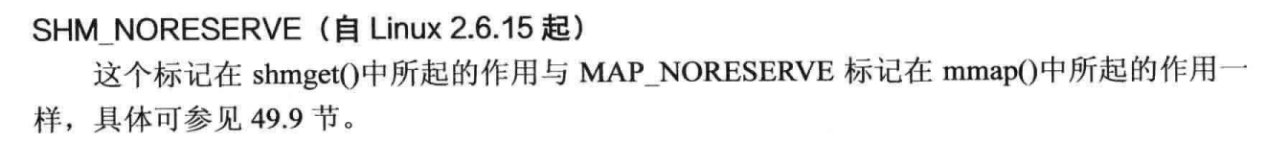 SHM_NORESERVE（自 Linux 2.6.15 起）
这个标记在 shmget()中所起的作用与 MAP_NORESERVE 标记在 mmap()中所起的作用一
样，具体可参见 49.9 节。